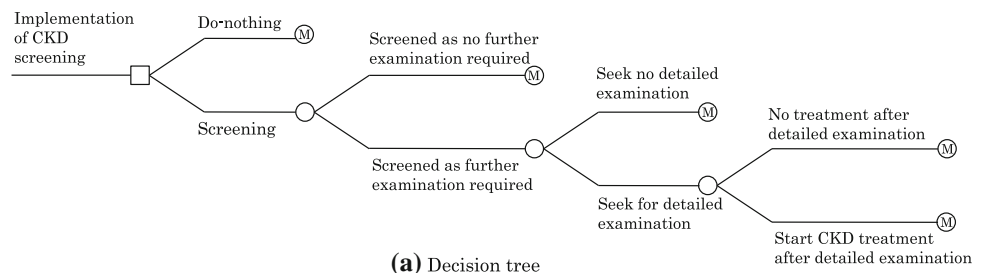 Implementation
of CKD
screening
Do-nothing
M
Screening
Screened as no further
examination required
M
Screened as further
examination required
Seek no detailed
examination
M
Seek for detailed
examination
No treatment after
detailed examination
M
Start CKD treatment
after detailed examination
M
(a) Decision tree